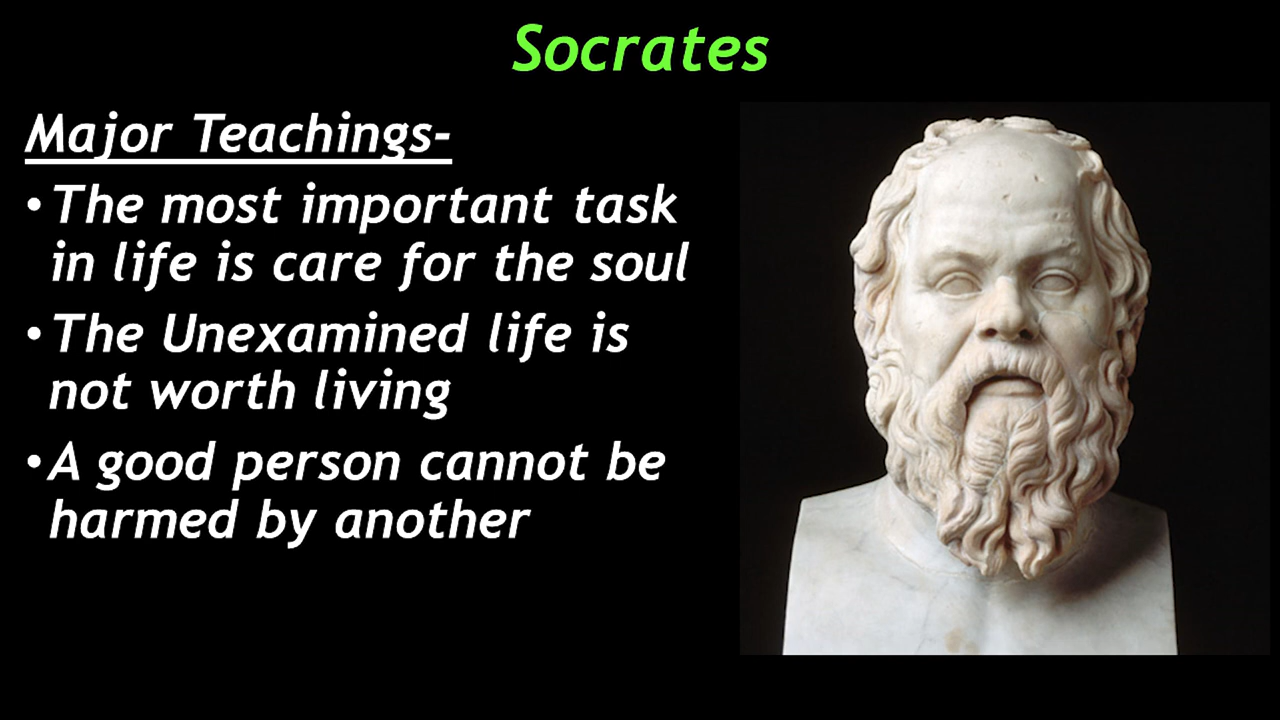 Socrates
Major Teachings-
•The most important task
in life is care for the soul
•The Unexamined life is
not worth living
•A good person cannot be
harmed by another